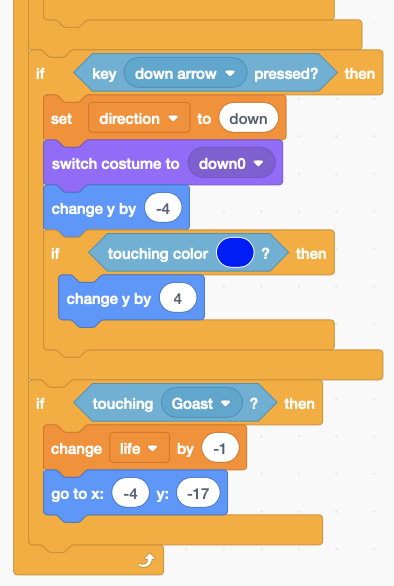 if key down arrow pressed? then
set direction to down
switch costume to down0
change y by -4
if touching color ? then
change y by 4
if touching Goast ? then
change life by -1
go to x: -4 y: -17